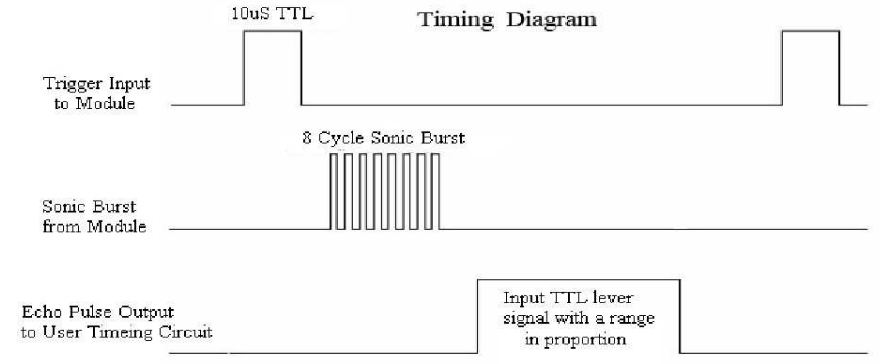 10uS TTL
Timing Diagram
Trigger Input
to Module
8 Cycle Sonic Burst
Sonic Burst
from Module
Echo Pulse Output
to User Timeing Circuit
Input TTL lever
signal with a range
in proportion